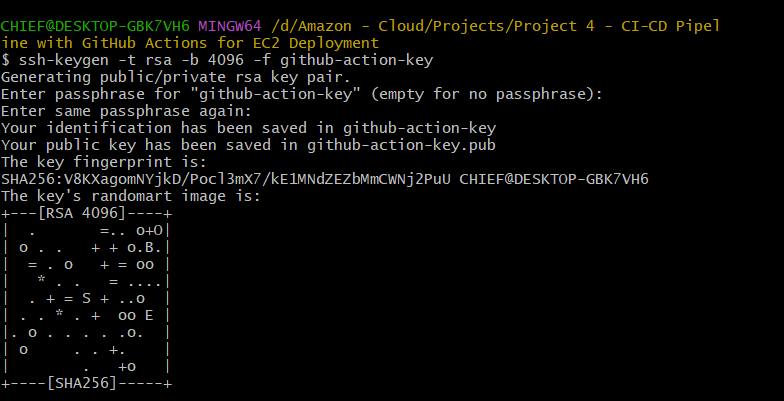 CHIEF@DESKTOP-GBK7VH6 MINGW64 /d/Amazon - Cloud/Projects/Project 4 - CI-CD Pipel
ine with GitHub Actions for EC2 Deployment
$ ssh-keygen -t rsa -b 4096 -f github-action-key
Generating public/private rsa key pair.
Enter passphrase for "github-action-key" (empty for no passphrase):
Enter same passphrase again:
Your identification has been saved in github-action-key
Your public key has been saved in github-action-key.pub
The key fingerprint is:
SHA256:V8KXagomNYjkD/Pocl3mX7/kE1MNdZEZbMmCWNj2PuU CHIEF@DESKTOP-GBK7VH6
The key's randomart image is:
+---[RSA 4096]----+
|  .       =.. o+O|
| o . .   + + o.B.|
|  = . o   + = oo |
|   * . .   = ....|
|  . + = S + ..o  |
| . . * . +  oo E |
|. o . . . . .o.  |
| o     . . +.    |
|        .   +o   |
+----[SHA256]-----+